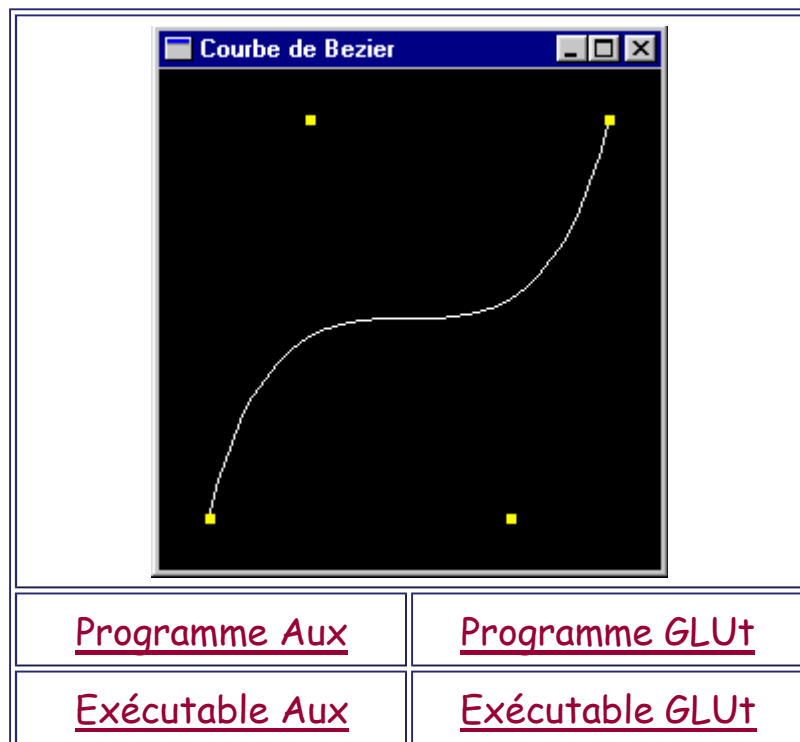 Courbe de Bezier
Programme Aux
Programme GLUt
Exécutable Aux
Exécutable GLUt